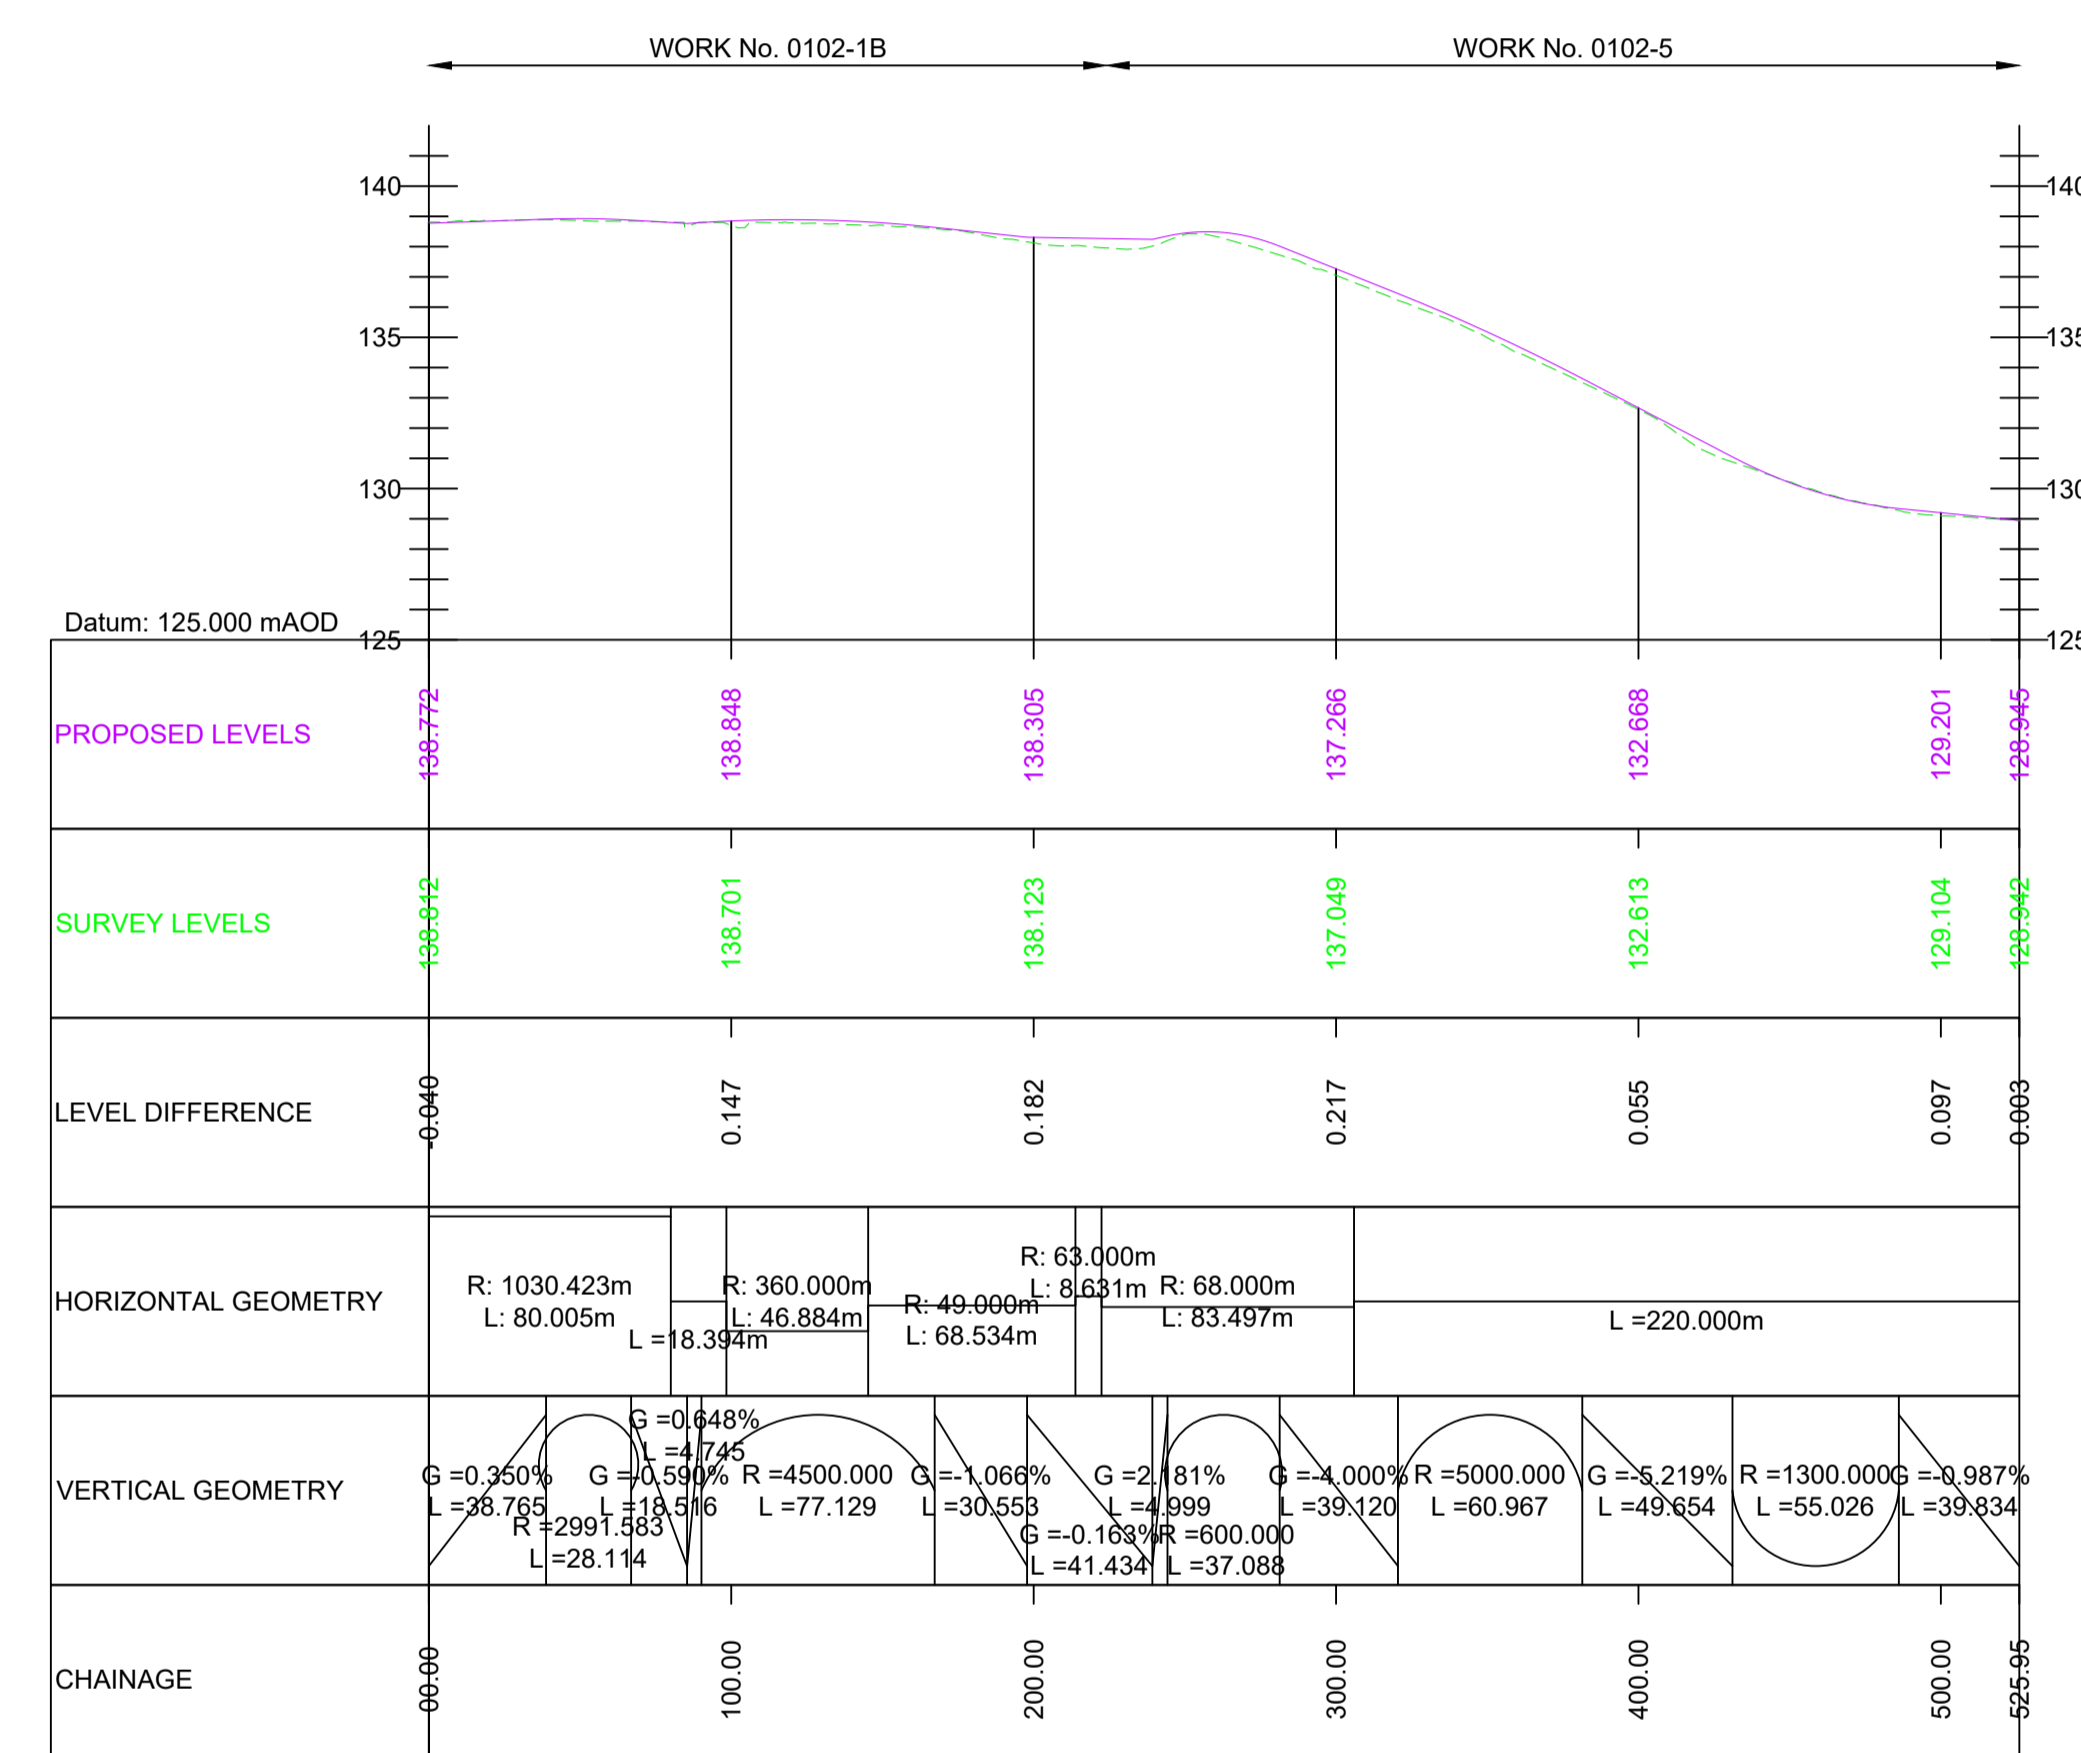 WORK No. 0102-1B
WORK No. 0102-5
140
140
135
135
130
130
Datum: 125.000 mAOD
125
125
PROPOSED LEVELS
138.772
138.848
138.305
137.266
132.668
129.201
128.945
SURVEY LEVELS
138.812
138.701
138.123
137.049
132.613
129.104
128.942
LEVEL DIFFERENCE
-0.040
0.147
0.182
0.217
0.055
0.097
0.003
HORIZONTAL GEOMETRY
R: 1030.423m
L: 80.005m
L =18.394m
R: 360.000m
L: 46.884m
R: 49.000m
L: 68.534m
R: 63.000m
L: 8.631m
R: 68.000m
L: 83.497m
L =220.000m
VERTICAL GEOMETRY
G =0.350%
L =38.765
R =2991.583
L =28.114
G =-0.590%
L =18.516
G =0.648%
L =4.745
R =4500.000
L =77.129
G =-1.066%
L =30.553
G =-0.163%
L =41.434
G =2.181%
L =4.999
R =600.000
L =37.088
G =-4.000%
L =39.120
R =5000.000
L =60.967
G =-5.219%
L =49.654
R =1300.000
L =55.026
G =-0.987%
L =39.834
CHAINAGE
00.00
100.00
200.00
300.00
400.00
500.00
525.95